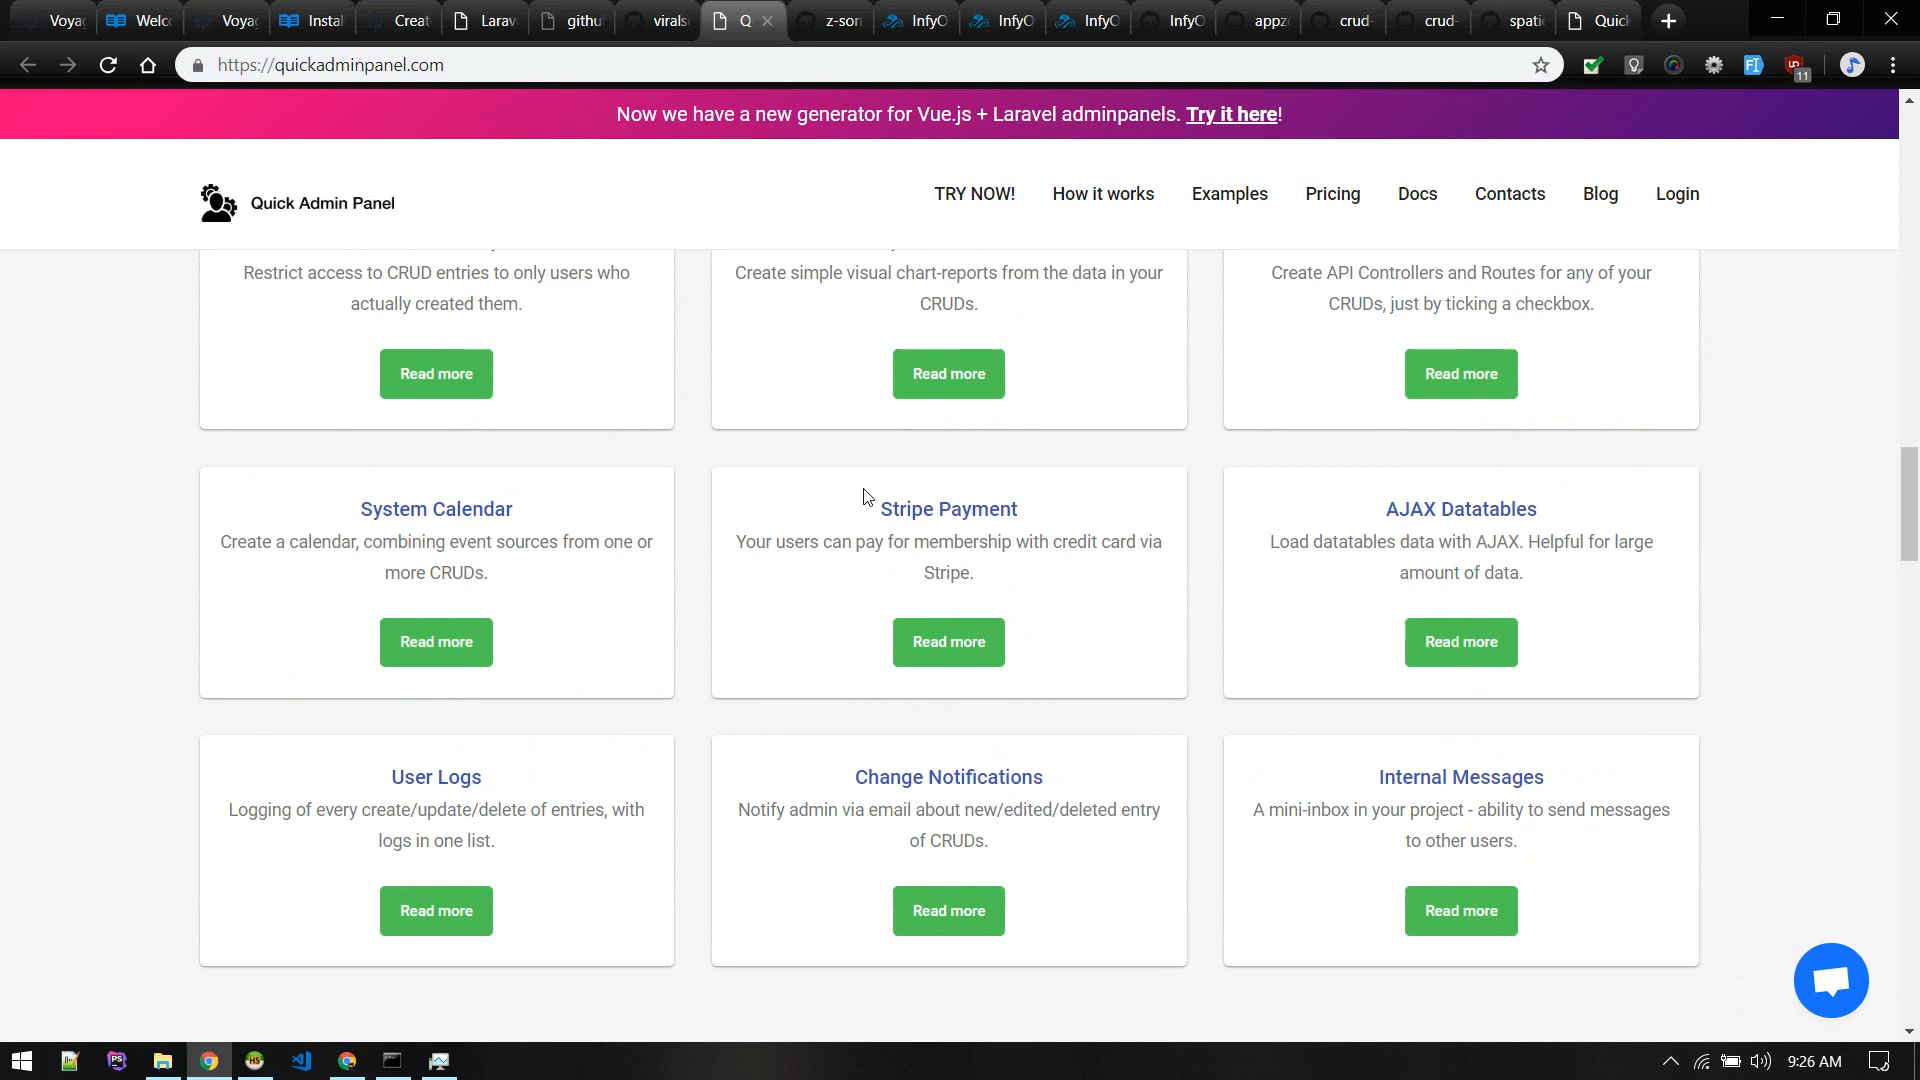 Voyag
Welco
Voyag
Instal
Creat
Larav
githu
virals
Q
z-son
InfyO
InfyO
InfyO
InfyO
appzc
crud-
crud-
spatie
Quick
https://quickadminpanel.com
11
Now we have a new generator for Vue.js + Laravel adminpanels. Try it here!
Quick Admin Panel
TRY NOW!
How it works
Examples
Pricing
Docs
Contacts
Blog
Login
Restrict access to CRUD entries to only users who
actually created them.
Read more
Create simple visual chart-reports from the data in your
CRUDs.
Read more
Create API Controllers and Routes for any of your
CRUDs, just by ticking a checkbox.
Read more
System Calendar
Create a calendar, combining event sources from one or
more CRUDs.
Read more
Stripe Payment
Your users can pay for membership with credit card via
Stripe.
Read more
AJAX Datatables
Load datatables data with AJAX. Helpful for large
amount of data.
Read more
User Logs
Logging of every create/update/delete of entries, with
logs in one list.
Read more
Change Notifications
Notify admin via email about new/edited/deleted entry
of CRUDs.
Read more
Internal Messages
A mini-inbox in your project - ability to send messages
to other users.
Read more
9:26 AM